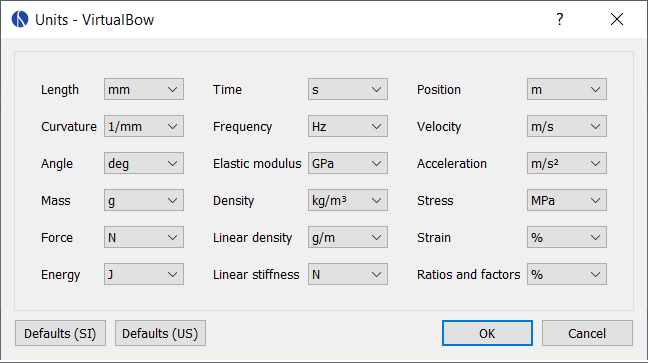 Units - VirtualBow ?
Length mm Time s Position m
Curvature 1/mm Frequency Hz Velocity m/s
Angle deg Elastic modulus GPa Acceleration m/s²
Mass g Density kg/m³ Stress MPa
Force N Linear density g/m Strain %
Energy J Linear stiffness N Ratios and factors %
Defaults (SI) Defaults (US) OK Cancel